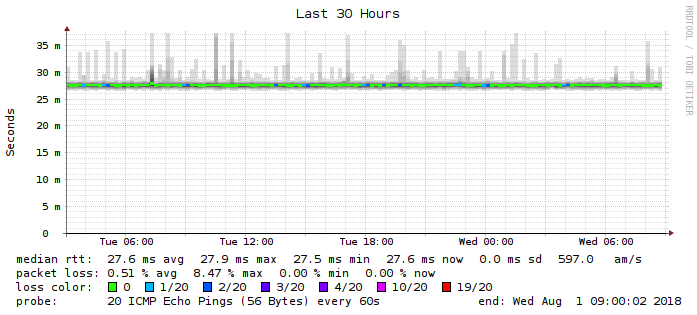 Last 30 Hours
RRDTOOL / TOBI OETIKER
Seconds
35 m
30 m
25 m
20 m
15 m
10 m
5 m
0
Tue 06:00 Tue 12:00 Tue 18:00 Wed 00:00 Wed 06:00
median rtt: 27.6 ms avg 27.9 ms max 27.5 ms min 27.6 ms now 0.0 ms sd 597.0 am/s
packet loss: 0.51 % avg 8.47 % max 0.00 % min 0.00 % now
loss color: 0 1/20 2/20 3/20 4/20 10/20 19/20
probe: 20 ICMP Echo Pings (56 Bytes) every 60s end: Wed Aug 1 09:00:02 2018